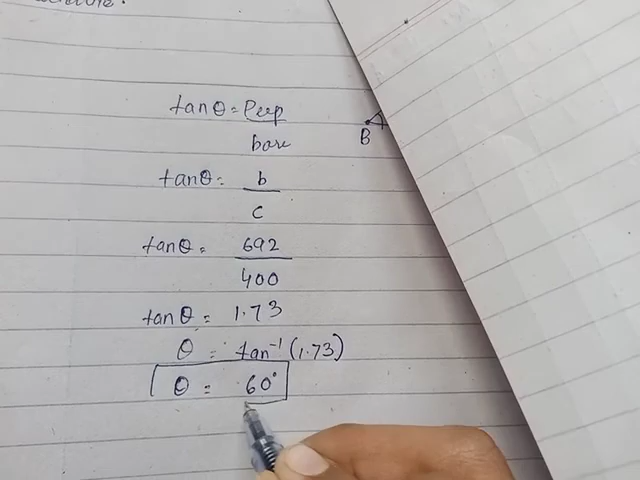 tanθ = Perp
base
tanθ = b
c
tanθ = 692
400
tanθ = 1.73
θ = tan⁻¹(1.73)
θ = 60°
B